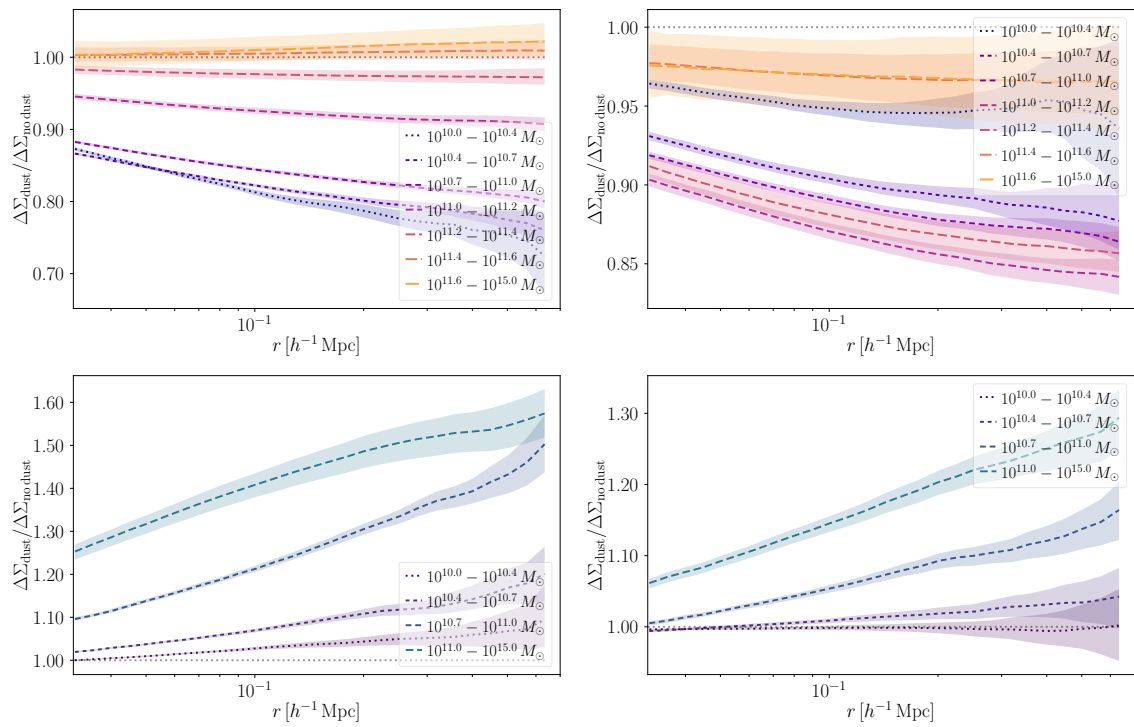 1.00
0.90
0.80
0.70
ΔΣ_dust/ΔΣ_no dust
10^10.0 − 10^10.4 M_⊙
10^10.4 − 10^10.7 M_⊙
10^10.7 − 10^11.0 M_⊙
10^11.0 − 10^11.2 M_⊙
10^11.2 − 10^11.4 M_⊙
10^11.4 − 10^11.6 M_⊙
10^11.6 − 10^15.0 M_⊙
10^−1
r [h^−1 Mpc]
1.00
0.95
0.90
0.85
ΔΣ_dust/ΔΣ_no dust
10^10.0 − 10^10.4 M_⊙
10^10.4 − 10^10.7 M_⊙
10^10.7 − 10^11.0 M_⊙
10^11.0 − 10^11.2 M_⊙
10^11.2 − 10^11.4 M_⊙
10^11.4 − 10^11.6 M_⊙
10^11.6 − 10^15.0 M_⊙
10^−1
r [h^−1 Mpc]
1.60
1.50
1.40
1.30
1.20
1.10
1.00
ΔΣ_dust/ΔΣ_no dust
10^10.0 − 10^10.4 M_⊙
10^10.4 − 10^10.7 M_⊙
10^10.7 − 10^11.0 M_⊙
10^11.0 − 10^15.0 M_⊙
10^−1
r [h^−1 Mpc]
1.30
1.20
1.10
1.00
ΔΣ_dust/ΔΣ_no dust
10^10.0 − 10^10.4 M_⊙
10^10.4 − 10^10.7 M_⊙
10^10.7 − 10^11.0 M_⊙
10^11.0 − 10^15.0 M_⊙
10^−1
r [h^−1 Mpc]